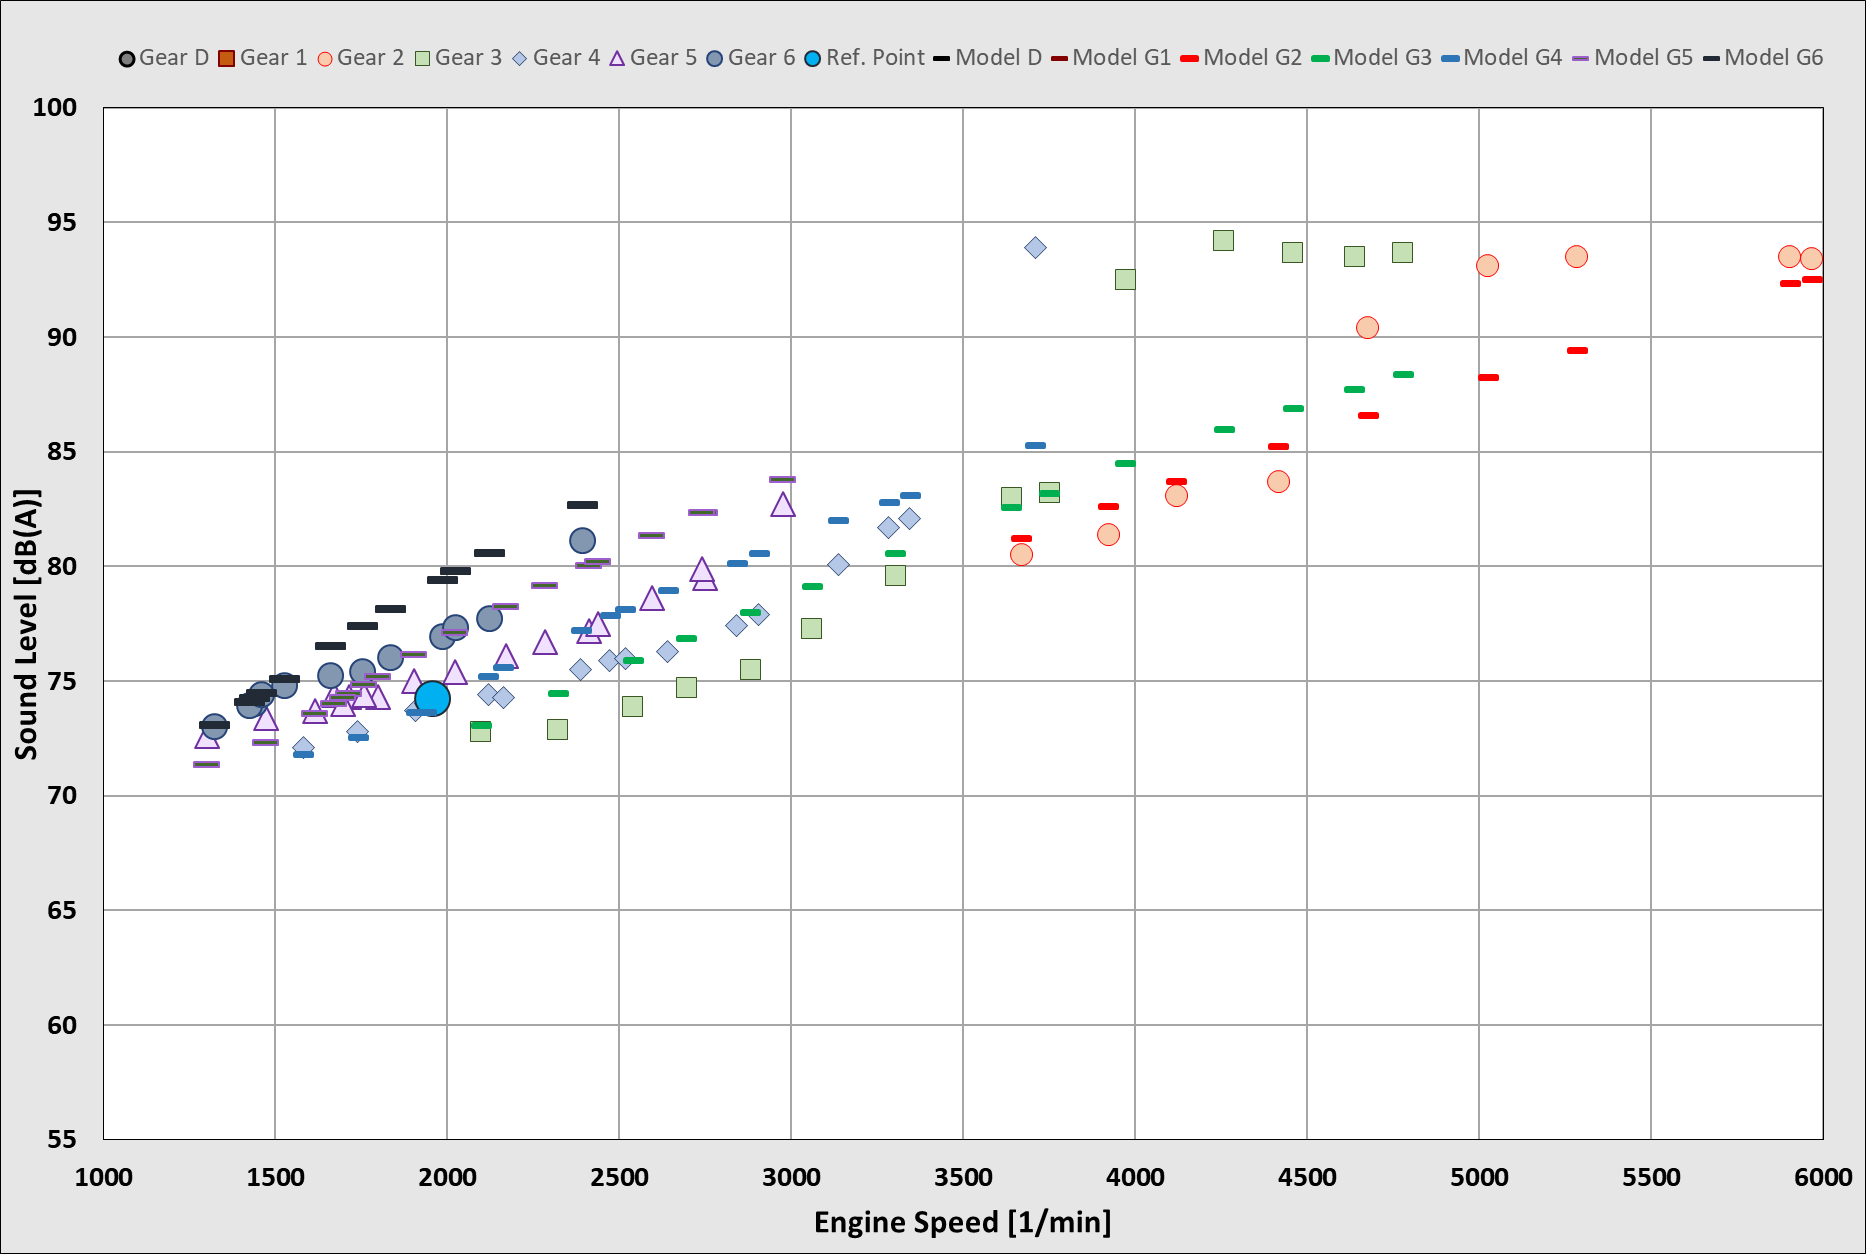 Gear D Gear 1 Gear 2 Gear 3 Gear 4 Gear 5 Gear 6 Ref. Point Model D Model G1 Model G2 Model G3 Model G4 Model G5 Model G6
100
95
90
85
80
75
70
65
60
55
Sound Level [dB(A)]
1000 1500 2000 2500 3000 3500 4000 4500 5000 5500 6000
Engine Speed [1/min]